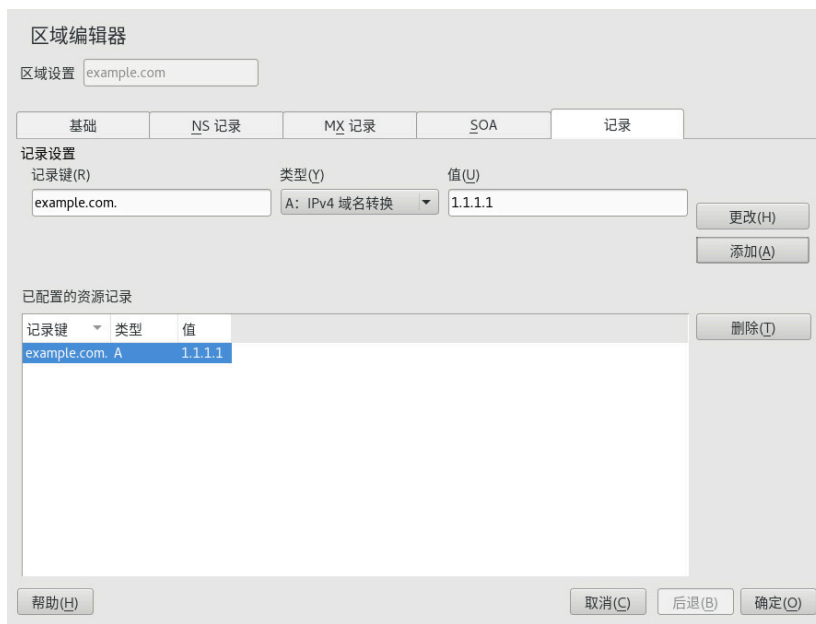 区域编辑器
区域设置 example.com
基础 NS 记录 MX 记录 SOA 记录
记录设置
记录键(R) 类型(Y) 值(U)
example.com. A：IPv4 域名转换 1.1.1.1
更改(H)
添加(A)
已配置的资源记录
记录键 类型 值
删除(T)
example.com. A 1.1.1.1
帮助(H) 取消(C) 后退(B) 确定(O)